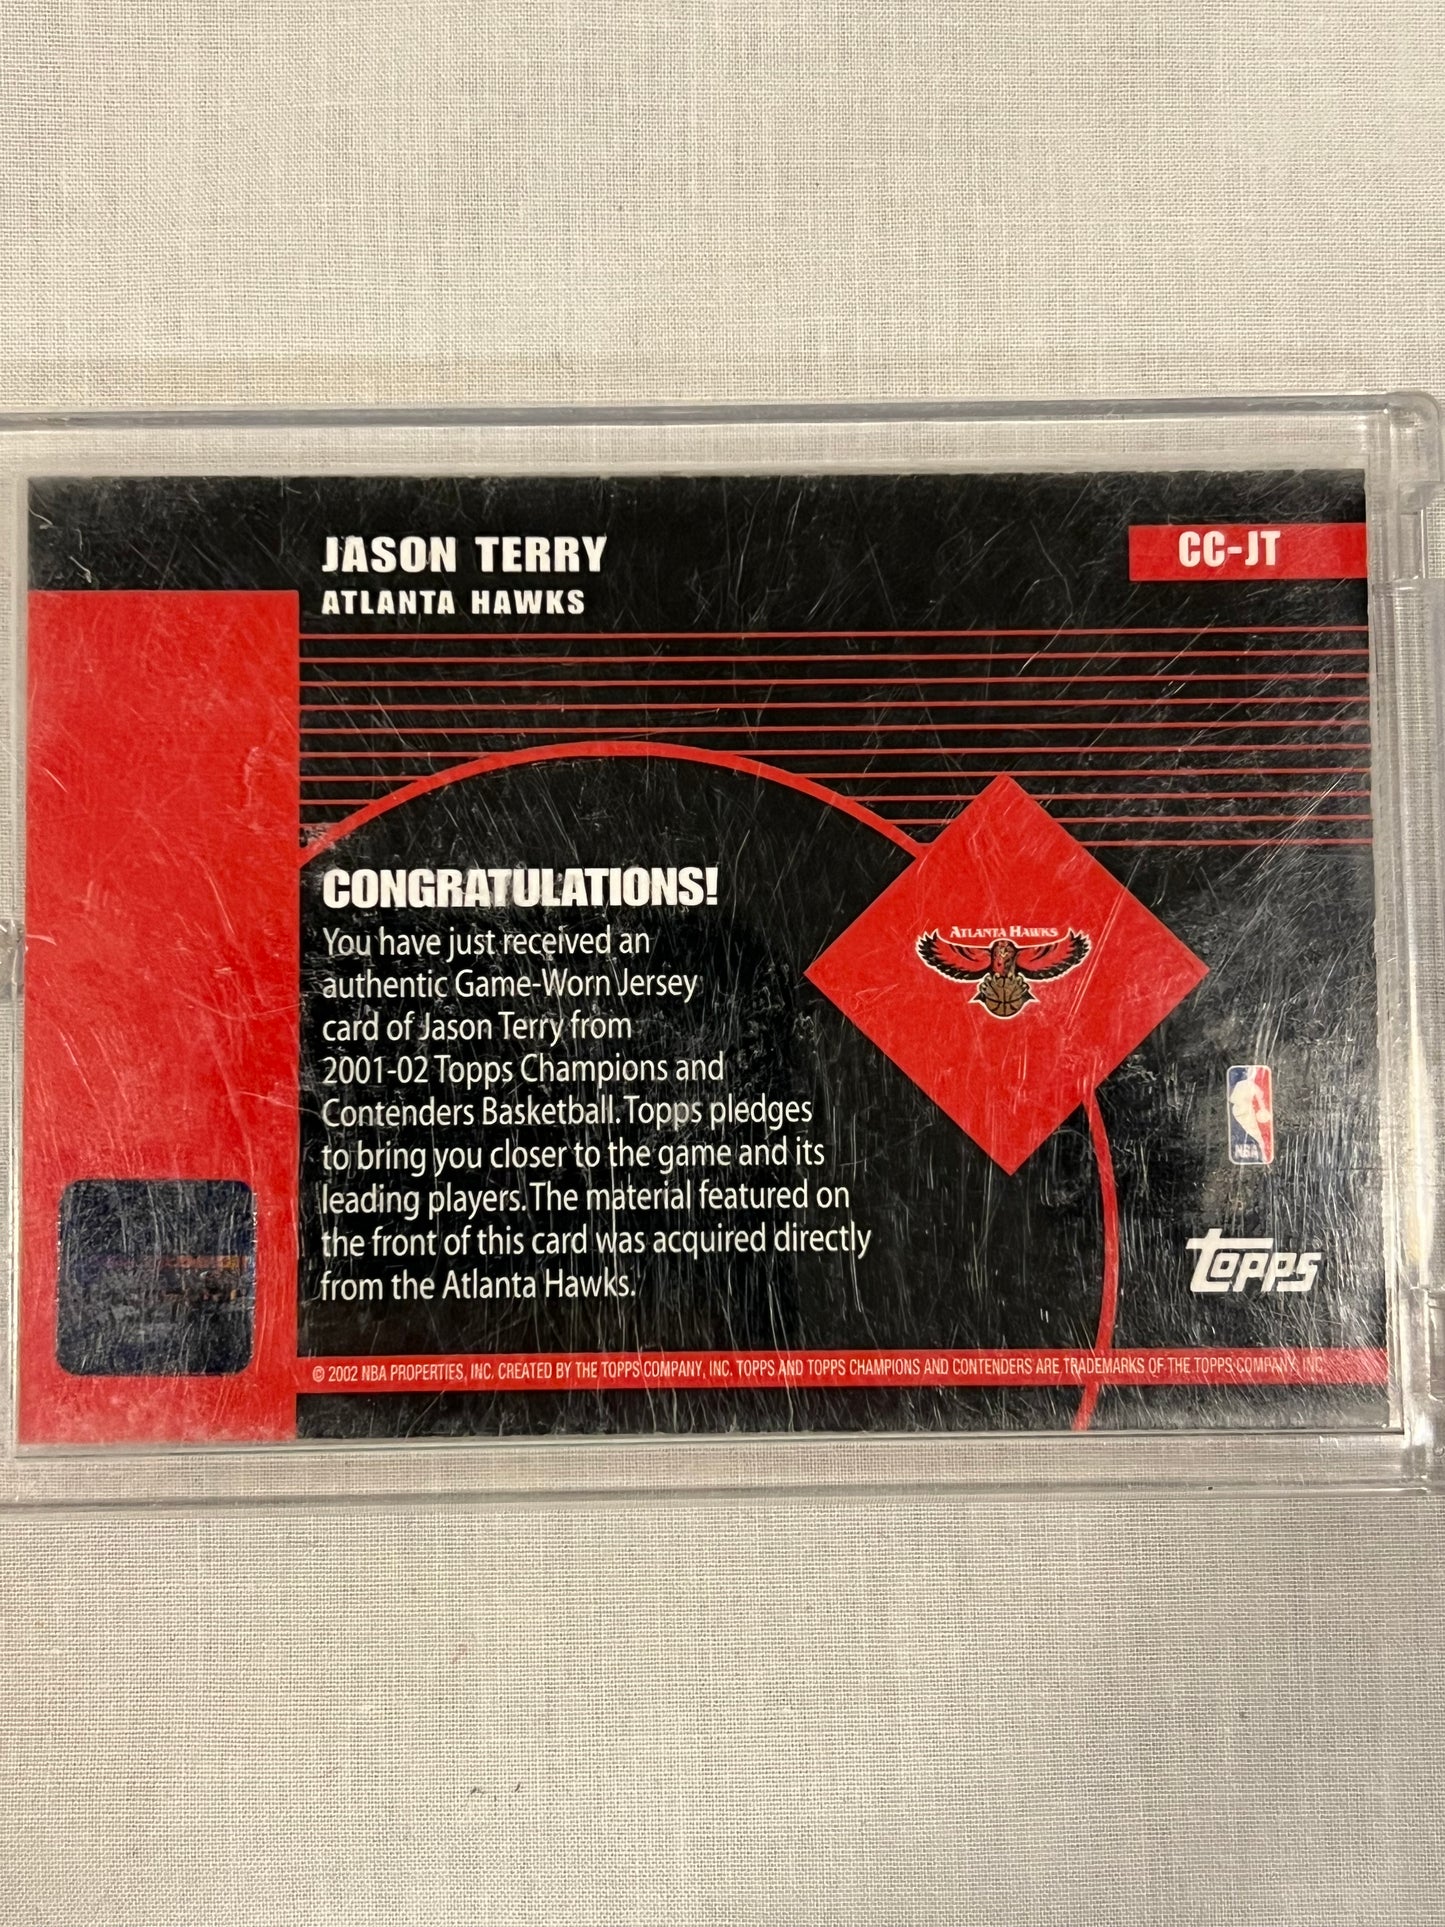 JASON TERRY
ATLANTA HAWKS
CC-JT
CONGRATULATIONS!
You have just received an
authentic Game-Worn Jersey
card of Jason Terry from
2001-02 Topps Champions and
Contenders Basketball. Topps pledges
to bring you closer to the game and its
leading players. The material featured on
the front of this card was acquired directly
from the Atlanta Hawks.
ATLANTA HAWKS
NBA
TOPPS
© 2002 NBA PROPERTIES, INC. CREATED BY THE TOPPS COMPANY, INC. TOPPS AND TOPPS CHAMPIONS AND CONTENDERS ARE TRADEMARKS OF THE TOPPS COMPANY, INC.